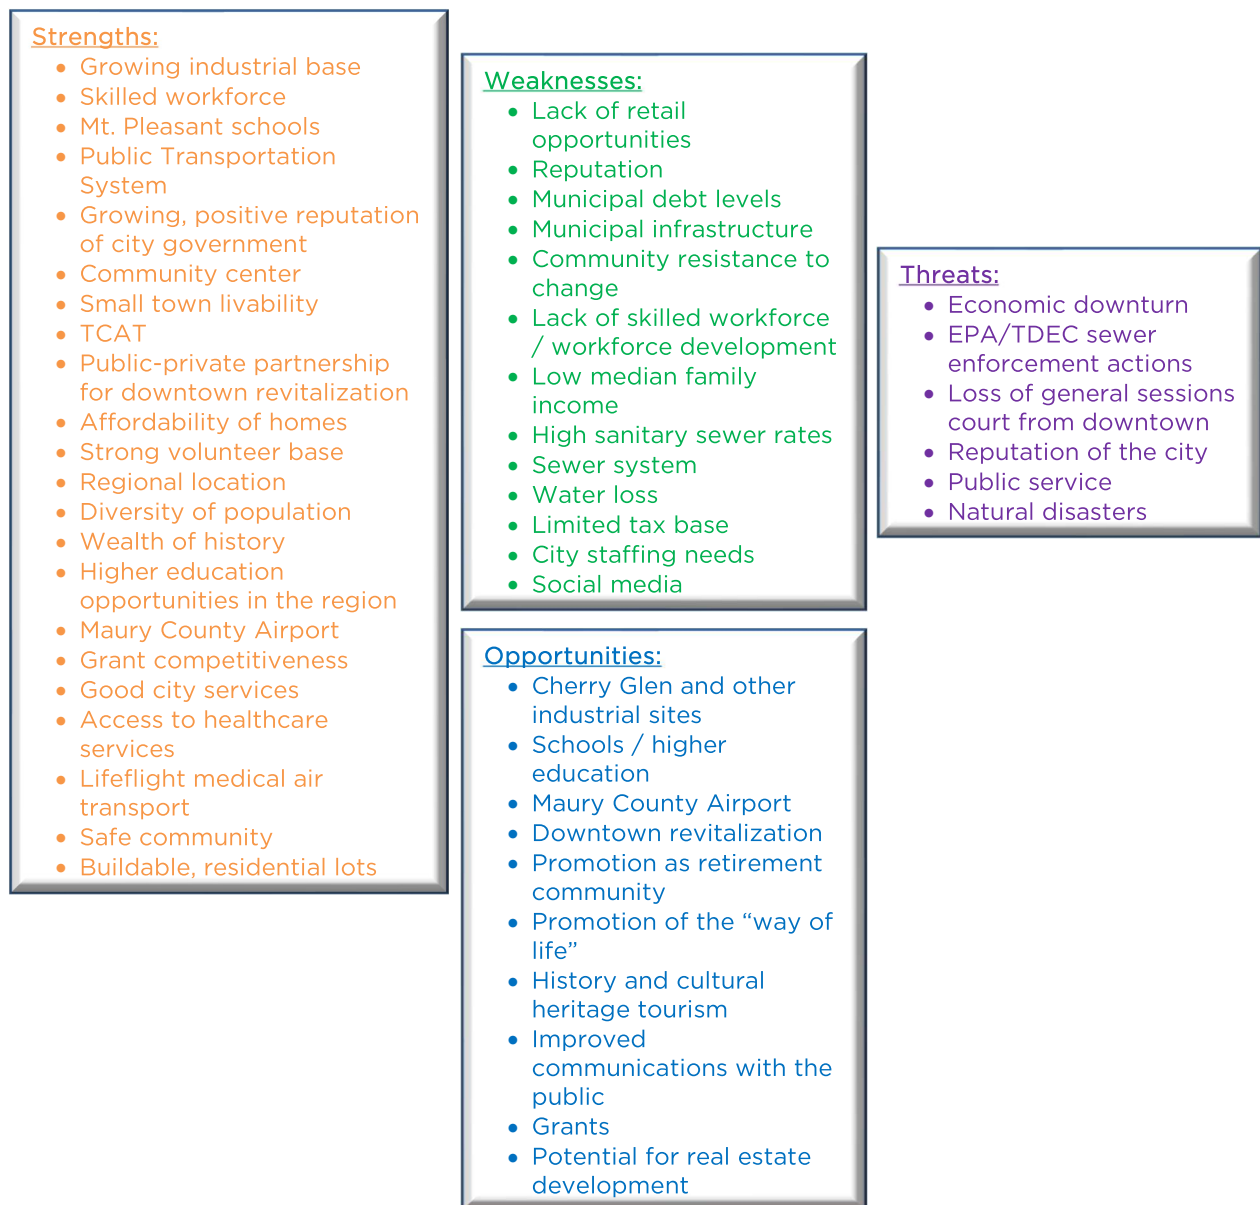 Strengths:
• Growing industrial base
• Skilled workforce
• Mt. Pleasant schools
• Public Transportation
System
• Growing, positive reputation
of city government
• Community center
• Small town livability
• TCAT
• Public-private partnership
for downtown revitalization
• Affordability of homes
• Strong volunteer base
• Regional location
• Diversity of population
• Wealth of history
• Higher education
opportunities in the region
• Maury County Airport
• Grant competitiveness
• Good city services
• Access to healthcare
services
• Lifeflight medical air
transport
• Safe community
• Buildable, residential lots
Weaknesses:
• Lack of retail
opportunities
• Reputation
• Municipal debt levels
• Municipal infrastructure
• Community resistance to
change
• Lack of skilled workforce
/ workforce development
• Low median family
income
• High sanitary sewer rates
• Sewer system
• Water loss
• Limited tax base
• City staffing needs
• Social media
Opportunities:
• Cherry Glen and other
industrial sites
• Schools / higher
education
• Maury County Airport
• Downtown revitalization
• Promotion as retirement
community
• Promotion of the “way of
life”
• History and cultural
heritage tourism
• Improved
communications with the
public
• Grants
• Potential for real estate
development
Threats:
• Economic downturn
• EPA/TDEC sewer
enforcement actions
• Loss of general sessions
court from downtown
• Reputation of the city
• Public service
• Natural disasters